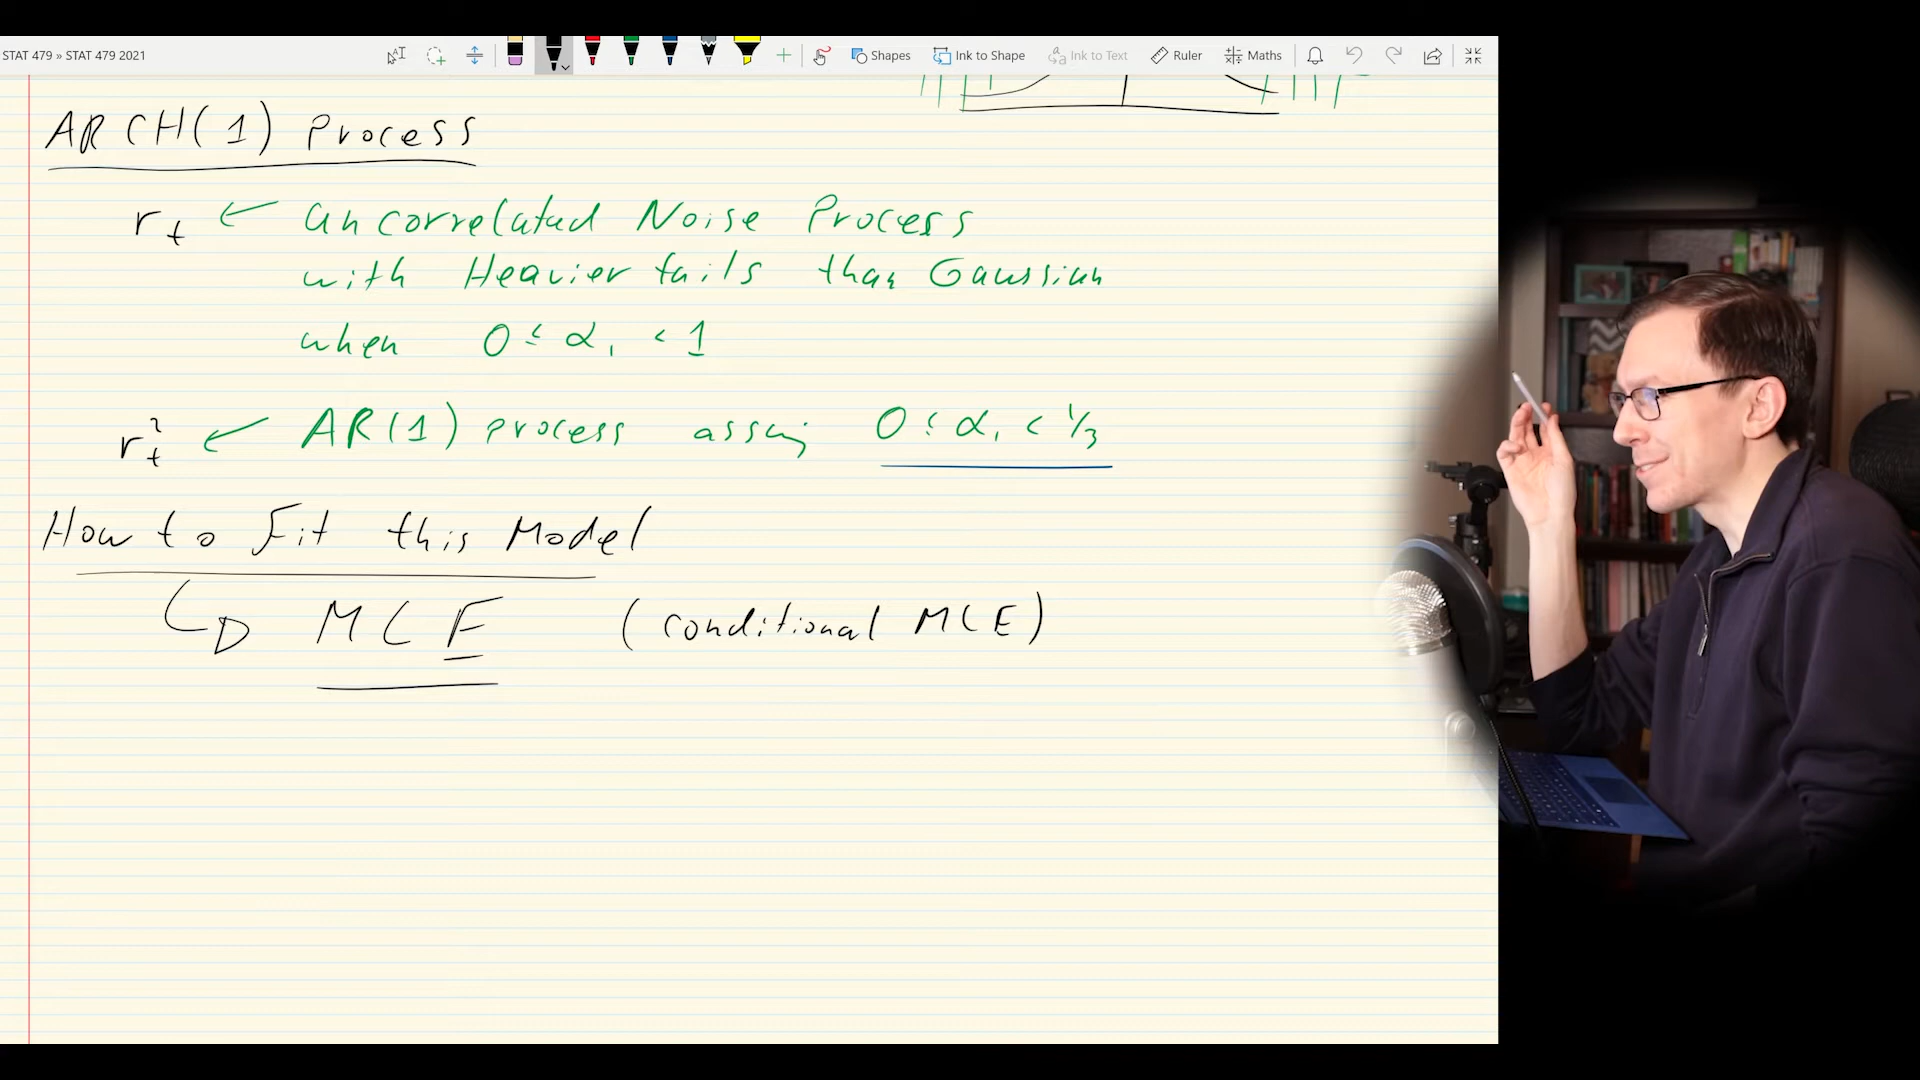 STAT 479 » STAT 479 2021
Shapes Ink to Shape Ink to Text Ruler Maths
ARCH(1) Process
rt ← uncorrelated Noise Process
with Heavier tails than Gaussian
when 0 ≤ α1 < 1
rt² ← AR(1) process assuming 0 ≤ α1 < 1/3
How to Fit this Model
↳ MLE (conditional MLE)